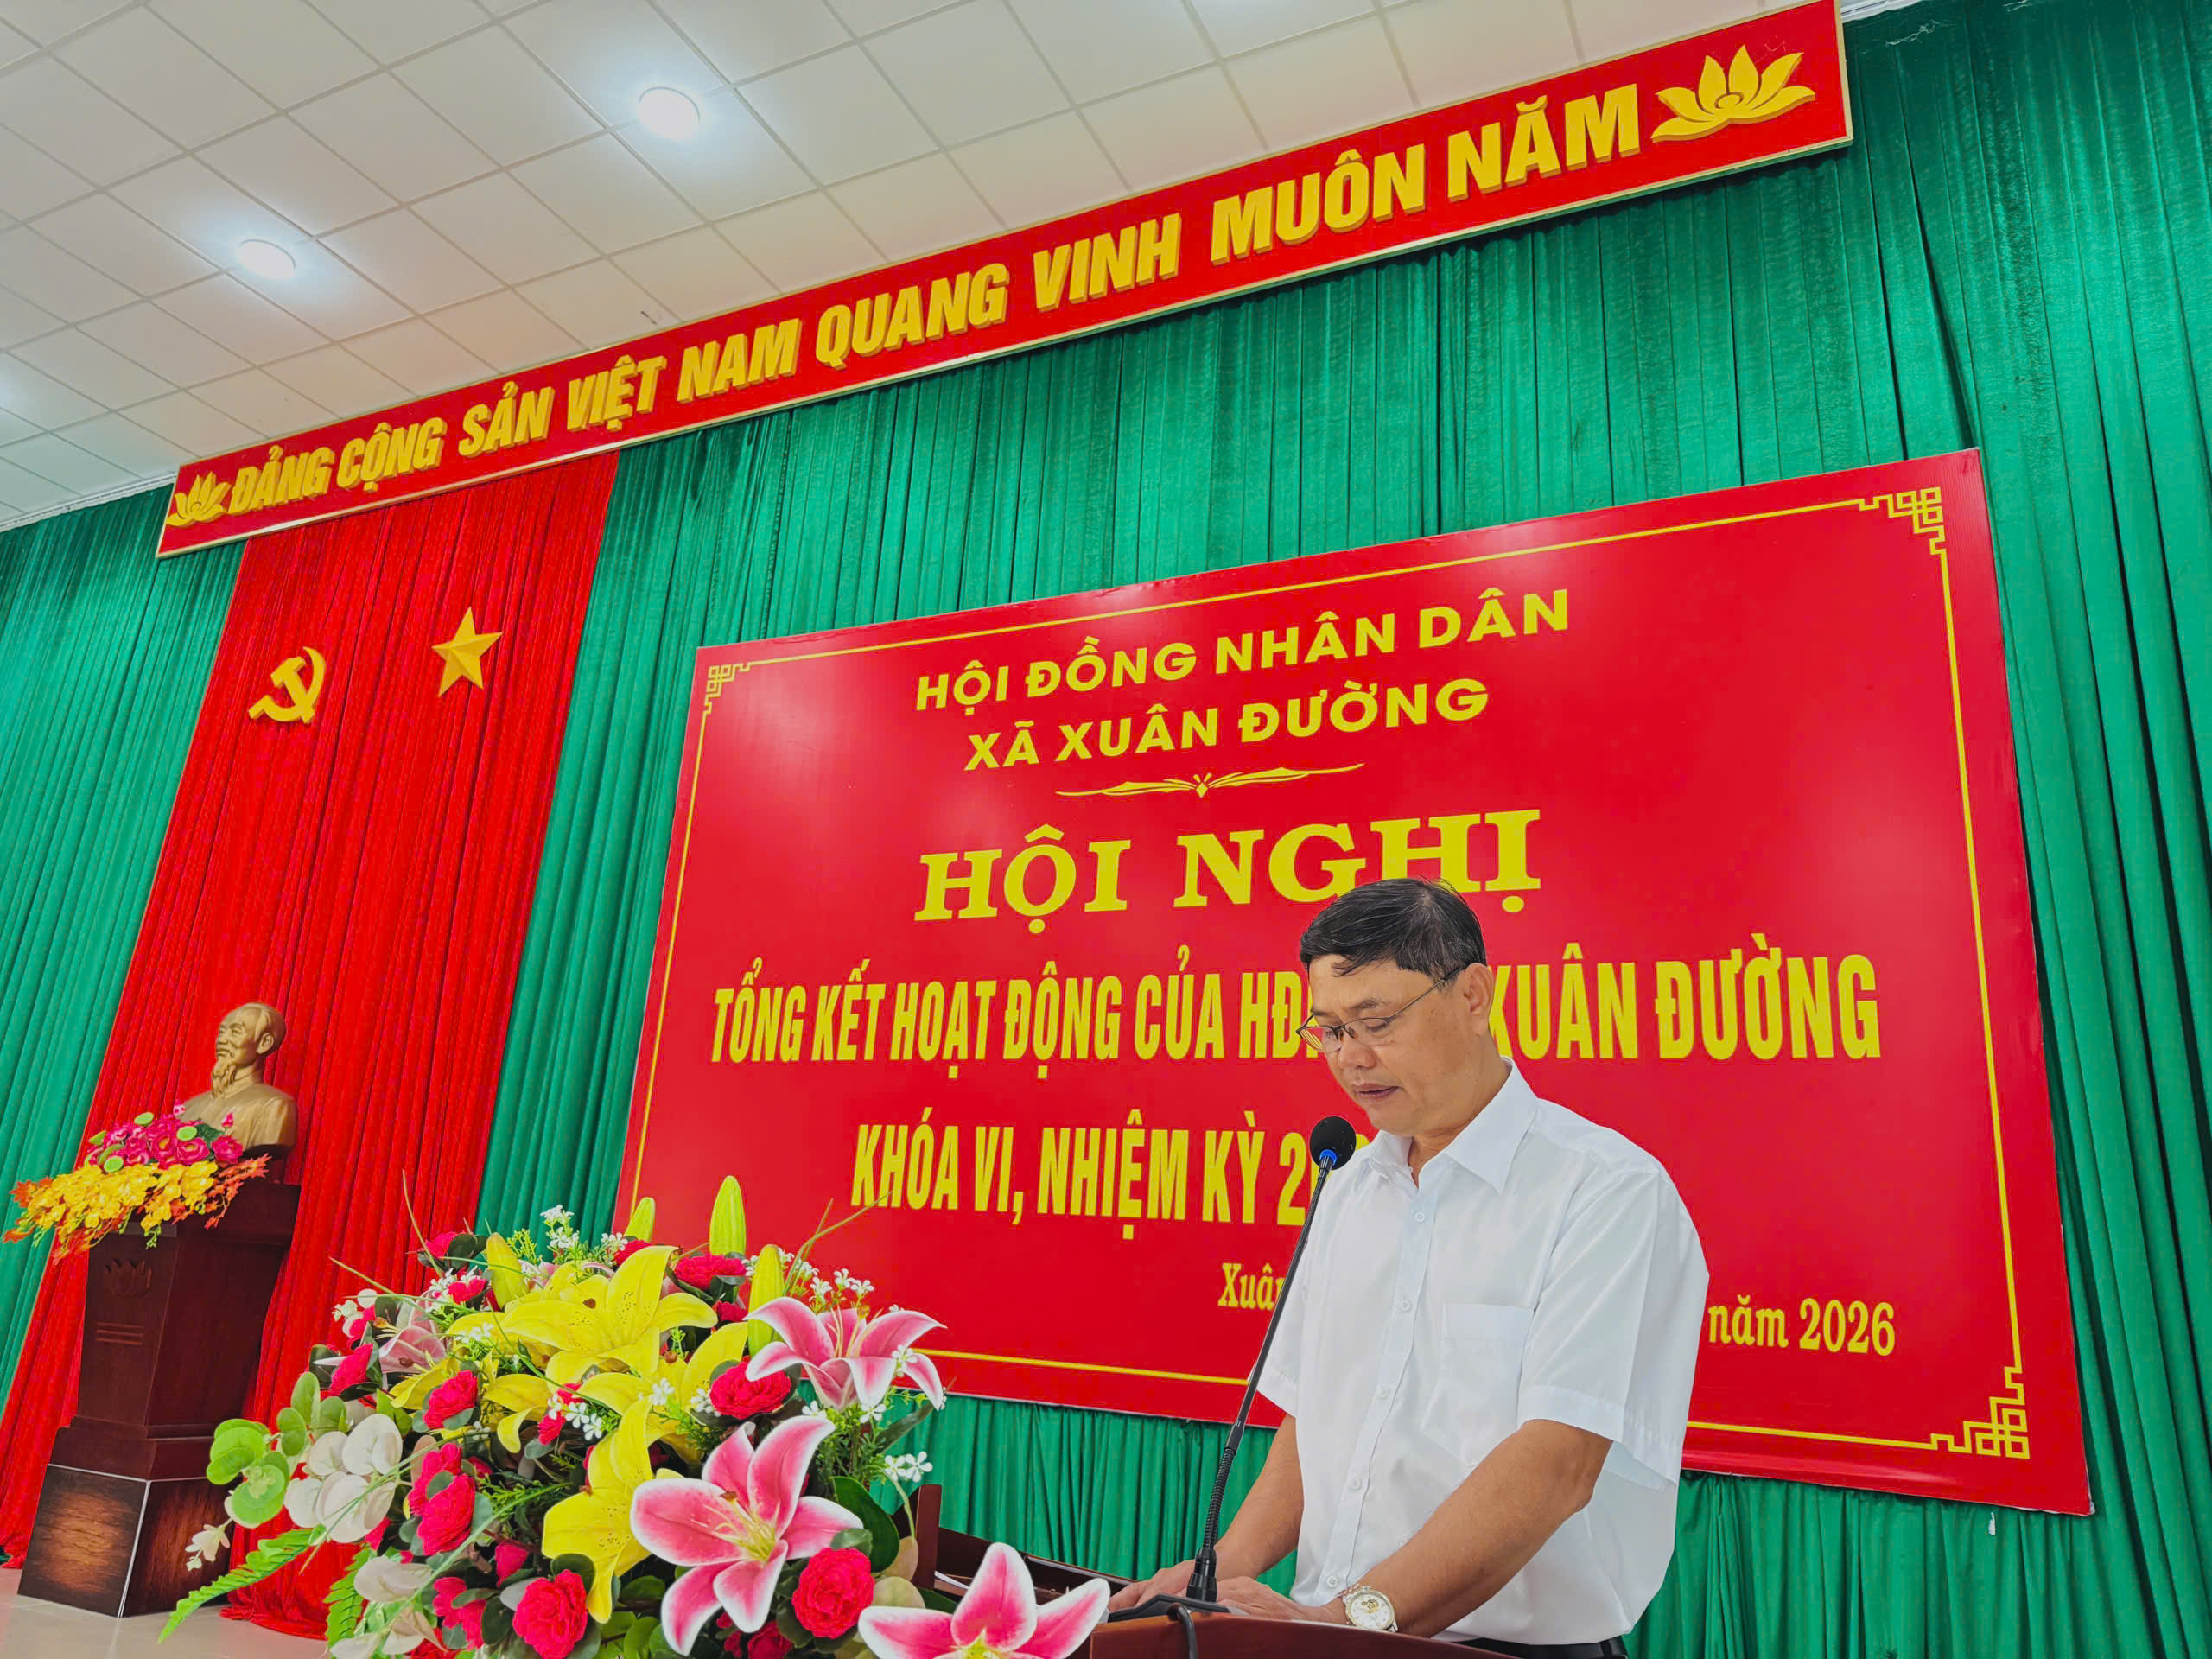 ĐẢNG CỘNG SẢN VIỆT NAM QUANG VINH MUÔN NĂM
HỘI ĐỒNG NHÂN DÂN
XÃ XUÂN ĐƯỜNG
HỘI NGHỊ
TỔNG KẾT HOẠT ĐỘNG CỦA XUÂN ĐƯỜNG
KHÓA VI, NHIỆM KỲ
năm 2026